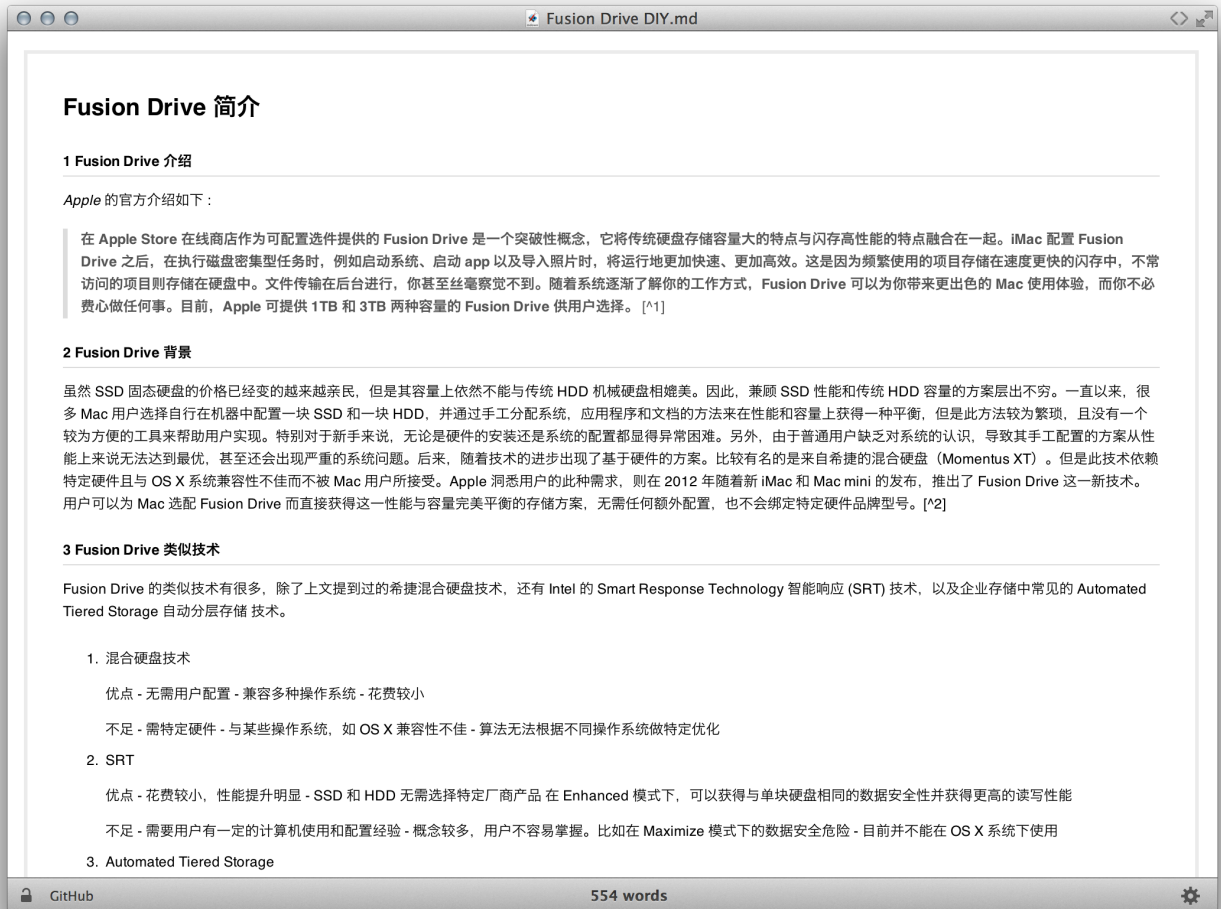 Fusion Drive DIY.md
Fusion Drive 简介
1 Fusion Drive 介绍
Apple 的官方介绍如下：
在 Apple Store 在线商店作为可配置选件提供的 Fusion Drive 是一个突破性概念，它将传统硬盘存储容量大的特点与闪存高性能的特点融合在一起。iMac 配置 Fusion
Drive 之后，在执行磁盘密集型任务时，例如启动系统、启动 app 以及导入照片时，将运行地更加快速、更加高效。这是因为频繁使用的项目存储在速度更快的闪存中，不常
访问的项目则存储在硬盘中。文件传输在后台进行，你甚至丝毫察觉不到。随着系统逐渐了解你的工作方式，Fusion Drive 可以为你带来更出色的 Mac 使用体验，而你不必
费心做任何事。目前，Apple 可提供 1TB 和 3TB 两种容量的 Fusion Drive 供用户选择。 [^1]
2 Fusion Drive 背景
虽然 SSD 固态硬盘的价格已经变的越来越亲民，但是其容量上依然不能与传统 HDD 机械硬盘相媲美。因此，兼顾 SSD 性能和传统 HDD 容量的方案层出不穷。一直以来，很
多 Mac 用户选择自行在机器中配置一块 SSD 和一块 HDD，并通过手工分配系统，应用程序和文档的方法来在性能和容量上获得一种平衡，但是此方法较为繁琐，且没有一个
较为方便的工具来帮助用户实现。特别对于新手来说，无论是硬件的安装还是系统的配置都显得异常困难。另外，由于普通用户缺乏对系统的认识，导致其手工配置的方案从性
能上来说无法达到最优，甚至还会出现严重的系统问题。后来，随着技术的进步出现了基于硬件的方案。比较有名的是来自希捷的混合硬盘（Momentus XT）。但是此技术依赖
特定硬件且与 OS X 系统兼容性不佳而不被 Mac 用户所接受。Apple 洞悉用户的此种需求，则在 2012 年随着新 iMac 和 Mac mini 的发布，推出了 Fusion Drive 这一新技术。
用户可以为 Mac 选配 Fusion Drive 而直接获得这一性能与容量完美平衡的存储方案，无需任何额外配置，也不会绑定特定硬件品牌型号。[^2]
3 Fusion Drive 类似技术
Fusion Drive 的类似技术有很多，除了上文提到过的希捷混合硬盘技术，还有 Intel 的 Smart Response Technology 智能响应 (SRT) 技术，以及企业存储中常见的 Automated
Tiered Storage 自动分层存储 技术。
1. 混合硬盘技术
优点 - 无需用户配置 - 兼容多种操作系统 - 花费较小
不足 - 需特定硬件 - 与某些操作系统，如 OS X 兼容性不佳 - 算法无法根据不同操作系统做特定优化
2. SRT
优点 - 花费较小，性能提升明显 - SSD 和 HDD 无需选择特定厂商产品 在 Enhanced 模式下，可以获得与单块硬盘相同的数据安全性并获得更高的读写性能
不足 - 需要用户有一定的计算机使用和配置经验 - 概念较多，用户不容易掌握。比如在 Maximize 模式下的数据安全危险 - 目前并不能在 OS X 系统下使用
3. Automated Tiered Storage
GitHub
554 words